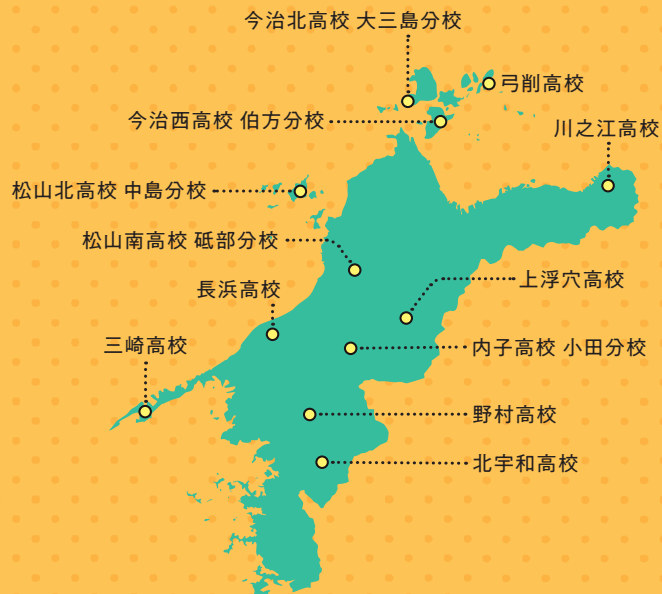 今治北高校 大三島分校
弓削高校
今治西高校 伯方分校
川之江高校
松山北高校 中島分校
松山南高校 砥部分校
上浮穴高校
長浜高校
三崎高校
内子高校 小田分校
野村高校
北宇和高校